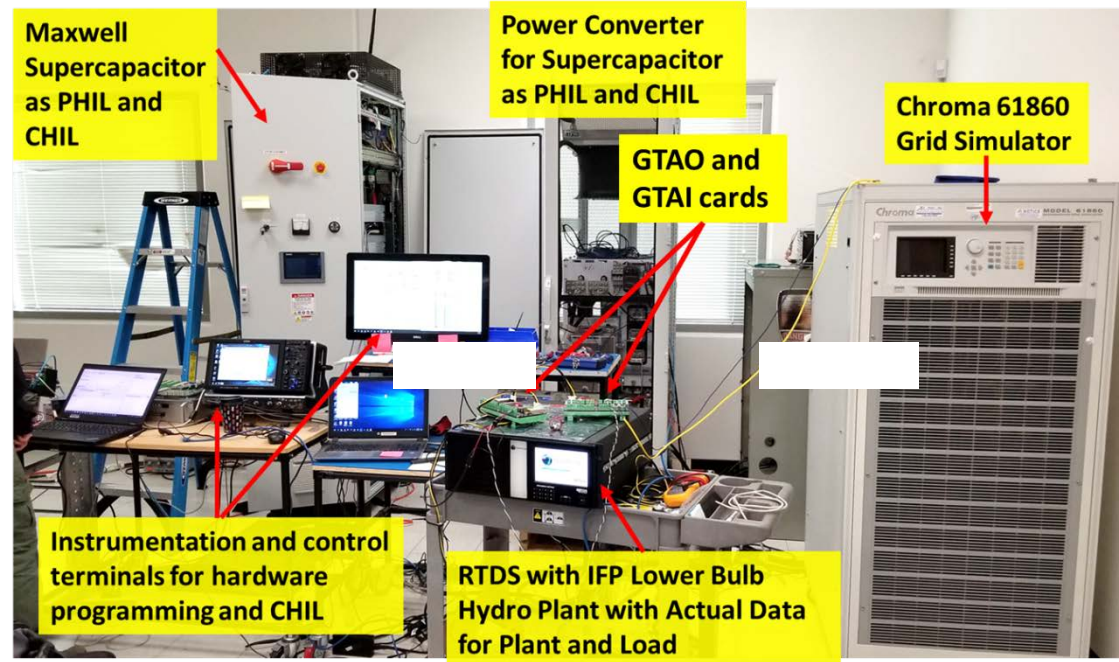 Maxwell
Supercapacitor
as PHIL and
CHIL
Power Converter
for Supercapacitor
as PHIL and CHIL
Chroma 61860
Grid Simulator
GTAO and
GTAI cards
Chroma
MODEL 61860
Instrumentation and control
terminals for hardware
programming and CHIL
RTDS with IFP Lower Bulb
Hydro Plant with Actual Data
for Plant and Load